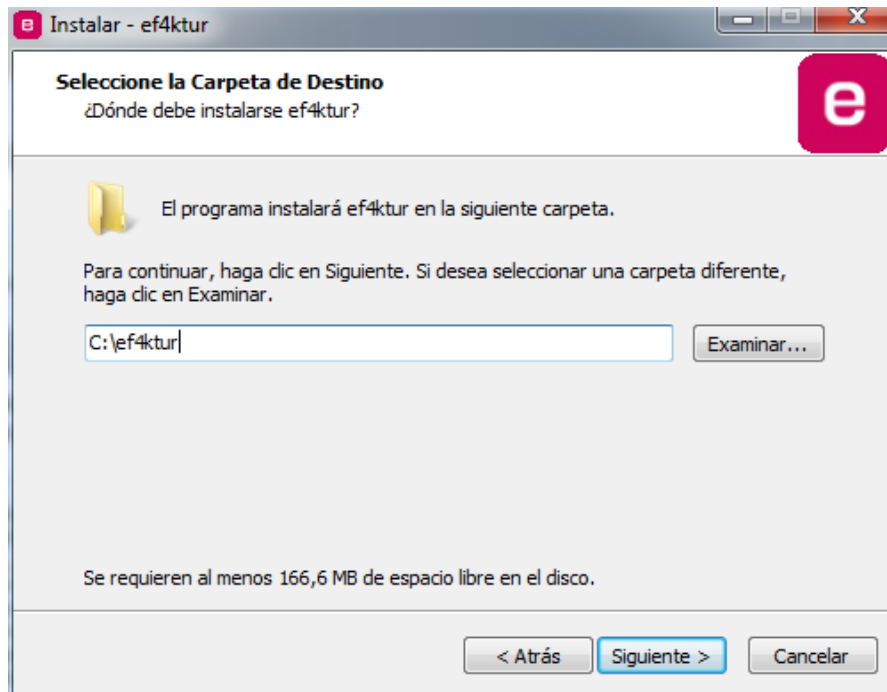 e Instalar - ef4ktur
Seleccione la Carpeta de Destino
¿Dónde debe instalarse ef4ktur?
e
El programa instalará ef4ktur en la siguiente carpeta.
Para continuar, haga clic en Siguiente. Si desea seleccionar una carpeta diferente,
haga clic en Examinar.
C:\ef4ktur
Examinar...
Se requieren al menos 166,6 MB de espacio libre en el disco.
< Atrás
Siguiente >
Cancelar